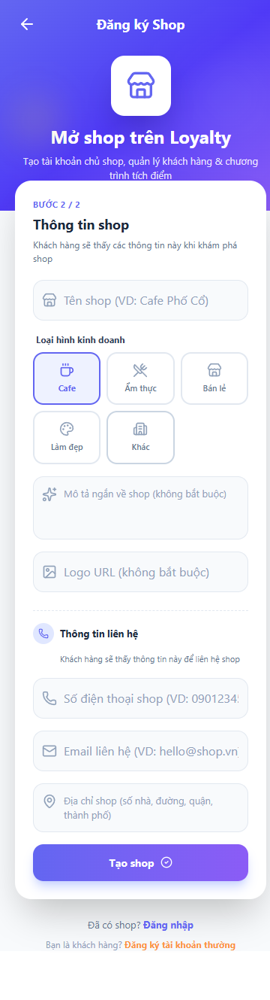 Đăng ký Shop
Mở shop trên Loyalty
Tạo tài khoản chủ shop, quản lý khách hàng & chương
trình tích điểm
BƯỚC 2 / 2
Thông tin shop
Khách hàng sẽ thấy các thông tin này khi khám phá
shop
Tên shop (VD: Cafe Phố Cổ)
Loại hình kinh doanh
Cafe
Ẩm thực
Bán lẻ
Làm đẹp
Khác
Mô tả ngắn về shop (không bắt buộc)
Logo URL (không bắt buộc)
Thông tin liên hệ
Khách hàng sẽ thấy thông tin này để liên hệ shop
Số điện thoại shop (VD: 09012345
Email liên hệ (VD: hello@shop.vn)
Địa chỉ shop (số nhà, đường, quận,
thành phố)
Tạo shop
Đã có shop? Đăng nhập
Bạn là khách hàng? Đăng ký tài khoản thường